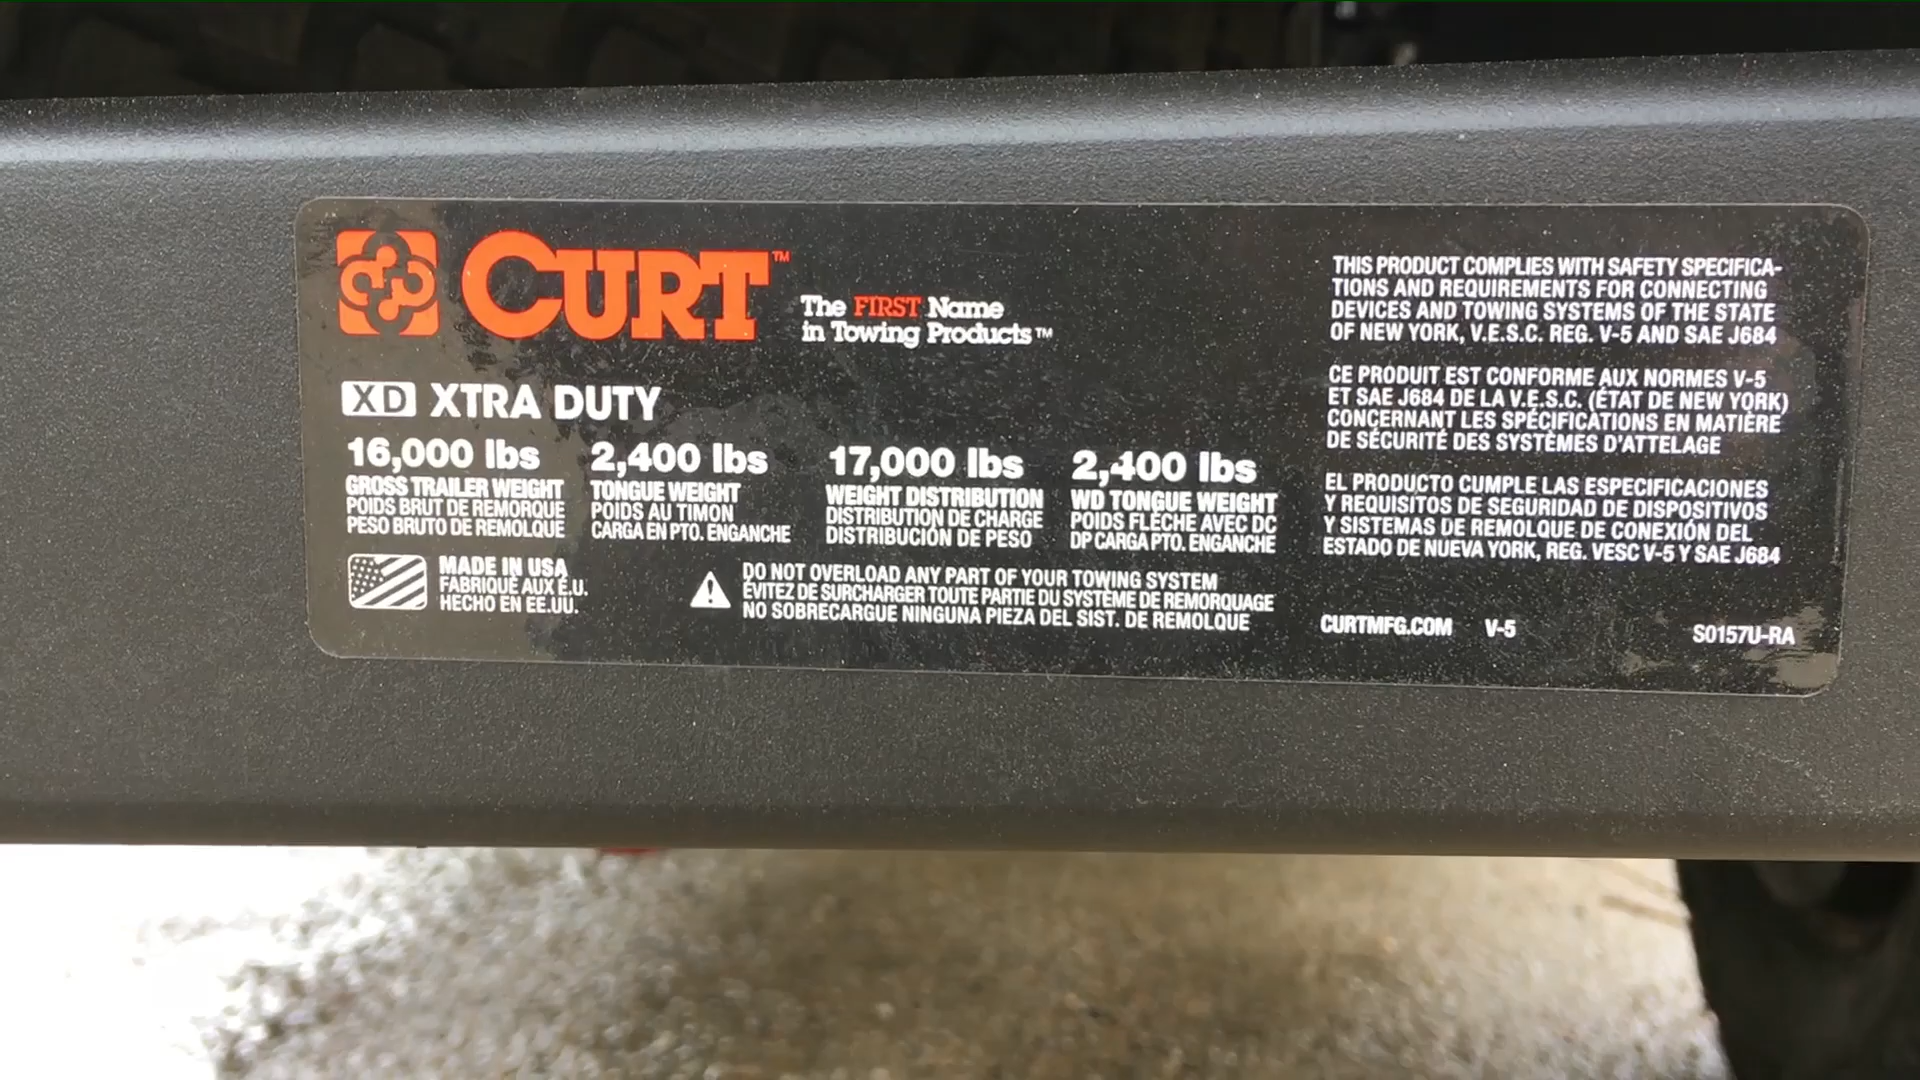 CURT™
The FIRST Name
in Towing Products™
XD XTRA DUTY
16,000 lbs
GROSS TRAILER WEIGHT
POIDS BRUT DE REMORQUE
PESO BRUTO DE REMOLQUE
2,400 lbs
TONGUE WEIGHT
POIDS AU TIMON
CARGA EN PTO. ENGANCHE
17,000 lbs
WEIGHT DISTRIBUTION
DISTRIBUTION DE CHARGE
DISTRIBUCIÓN DE PESO
2,400 lbs
WD TONGUE WEIGHT
POIDS FLÈCHE AVEC DC
DP CARGA PTO. ENGANCHE
MADE IN USA
FABRIQUÉ AUX É.U.
HECHO EN EE.UU.
DO NOT OVERLOAD ANY PART OF YOUR TOWING SYSTEM
ÉVITEZ DE SURCHARGER TOUTE PARTIE DU SYSTÈME DE REMORQUAGE
NO SOBRECARGUE NINGUNA PIEZA DEL SIST. DE REMOLQUE
THIS PRODUCT COMPLIES WITH SAFETY SPECIFICA-
TIONS AND REQUIREMENTS FOR CONNECTING
DEVICES AND TOWING SYSTEMS OF THE STATE
OF NEW YORK, V.E.S.C. REG. V-5 AND SAE J684
CE PRODUIT EST CONFORME AUX NORMES V-5
ET SAE J684 DE LA V.E.S.C. (ÉTAT DE NEW YORK)
CONCERNANT LES SPÉCIFICATIONS EN MATIÈRE
DE SÉCURITÉ DES SYSTÈMES D'ATTELAGE
EL PRODUCTO CUMPLE LAS ESPECIFICACIONES
Y REQUISITOS DE SEGURIDAD DE DISPOSITIVOS
Y SISTEMAS DE REMOLQUE DE CONEXIÓN DEL
ESTADO DE NUEVA YORK, REG. VESC V-5 Y SAE J684
CURTMFG.COM V-5 S0157U-RA